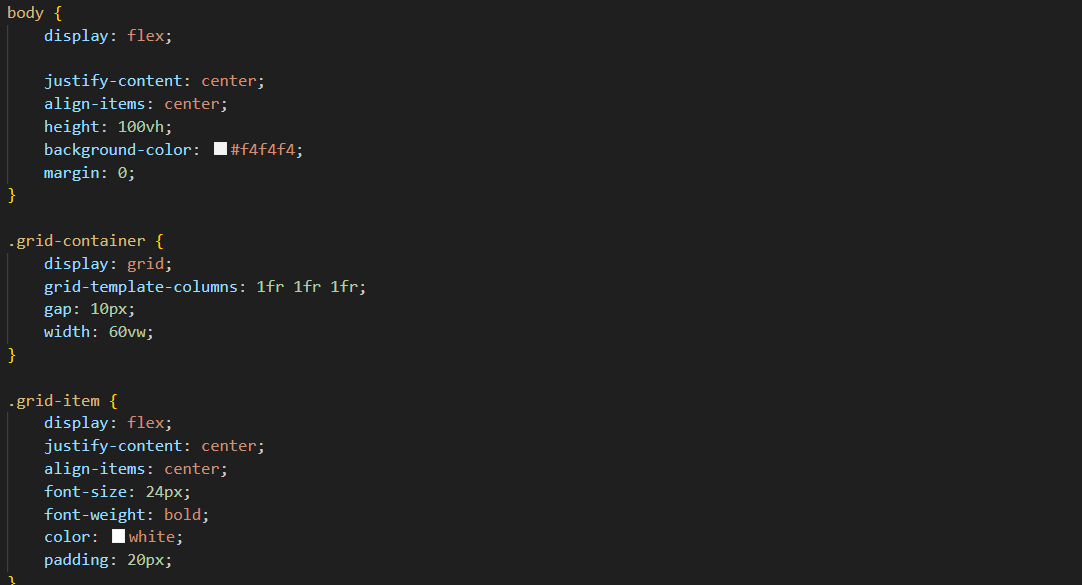 body {
    display: flex;

    justify-content: center;
    align-items: center;
    height: 100vh;
    background-color: #f4f4f4;
    margin: 0;
}

.grid-container {
    display: grid;
    grid-template-columns: 1fr 1fr 1fr;
    gap: 10px;
    width: 60vw;
}

.grid-item {
    display: flex;
    justify-content: center;
    align-items: center;
    font-size: 24px;
    font-weight: bold;
    color: white;
    padding: 20px;
}